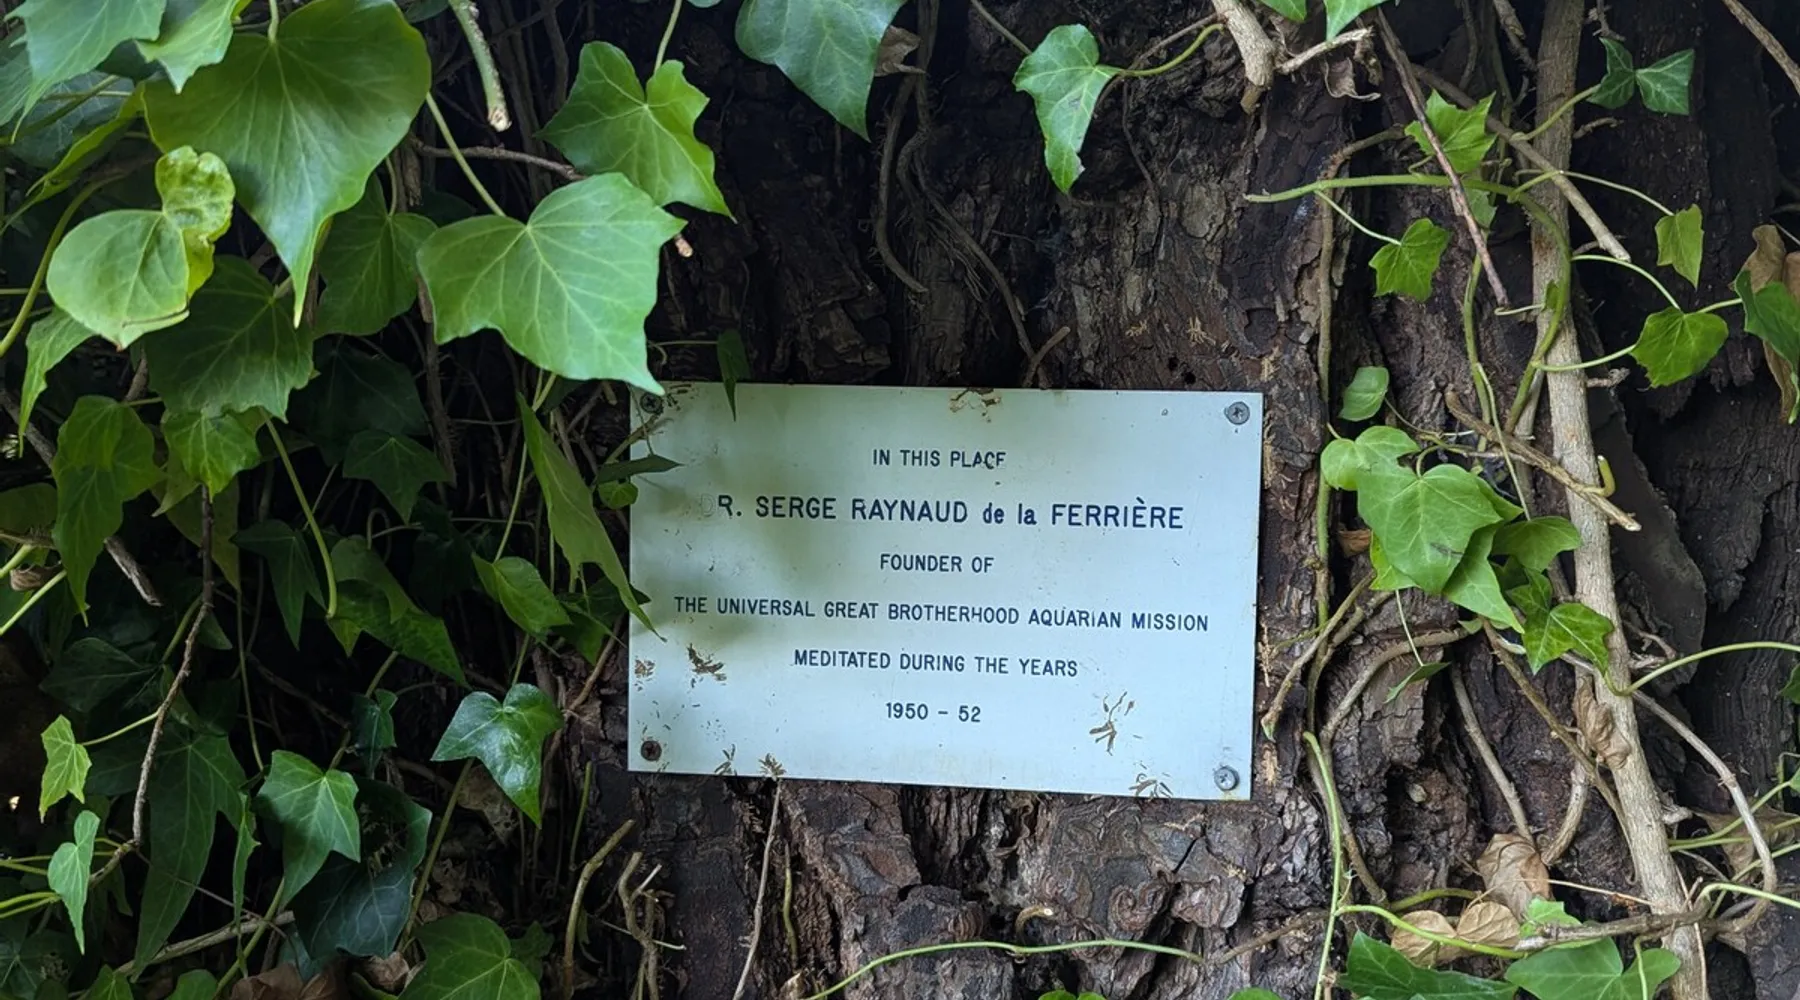 IN THIS PLACE
DR. SERGE RAYNAUD de la FERRIÈRE
FOUNDER OF
THE UNIVERSAL GREAT BROTHERHOOD AQUARIAN MISSION
MEDITATED DURING THE YEARS
1950 - 52